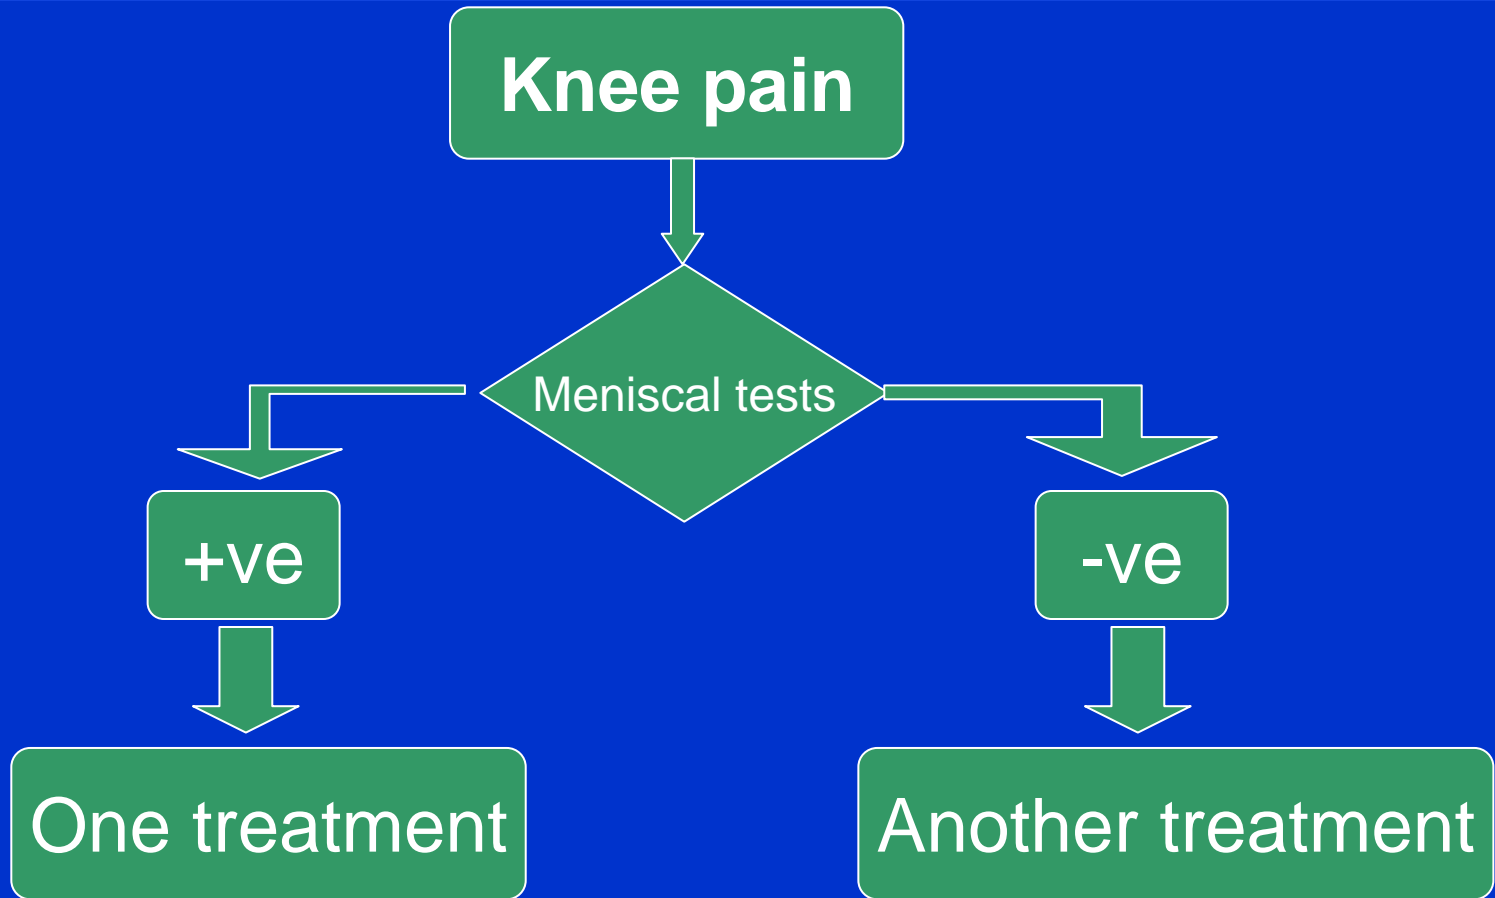 Knee pain
Meniscal tests
+ve
-ve
One treatment
Another treatment